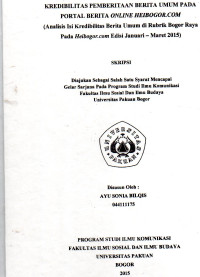 KREDIBILITAS PEMBERITAAN BERITA UMUM PADA
PORTAL BERITA ONLINE HEIBOGOR.COM
(Analisis Isi Kredibilitas Berita Umum di Rubrik Bogor Raya
Pada Heibogor.com Edisi Januari – Maret 2015)
SKRIPSI
Diajukan Sebagai Salah Satu Syarat Mencapai
Gelar Sarjana Pada Program Studi Ilmu Komunikasi
Fakultas Ilmu Sosial Dan Ilmu Budaya
Universitas Pakuan Bogor
Disusun Oleh :
AYU SONIA BILQIS
044111175
PROGRAM STUDI ILMU KOMUNIKASI
FAKULTAS ILMU SOSIAL DAN ILMU BUDAYA
UNIVERSITAS PAKUAN
BOGOR
2015